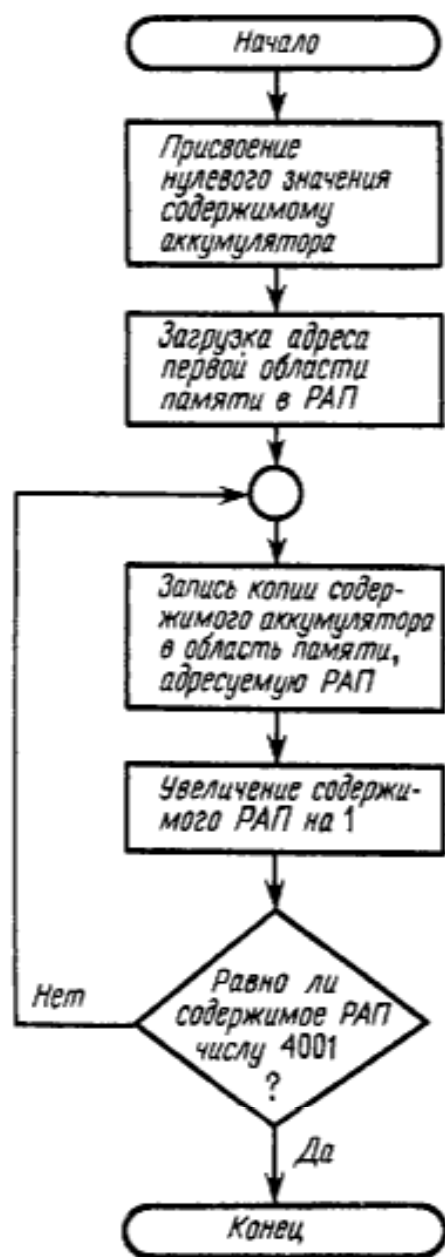 Начало
Присвоение
нулевого значения
содержимому
аккумулятора
Загрузка адреса
первой области
памяти в РАП
Запись копии содер-
жимого аккумулятора
в область памяти,
адресуемую РАП
Увеличение содержи-
мого РАП на 1
Равно ли
содержимое РАП
числу 4001
?
Нет
Да
Конец